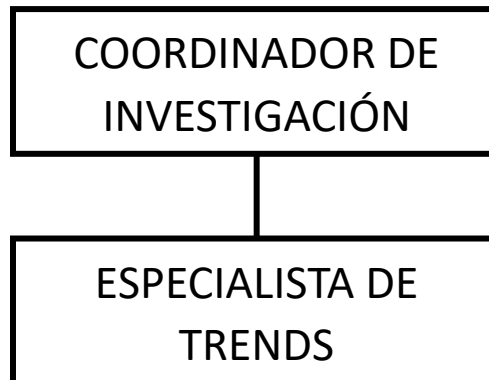 COORDINADOR DE
INVESTIGACIÓN
ESPECIALISTA DE
TRENDS